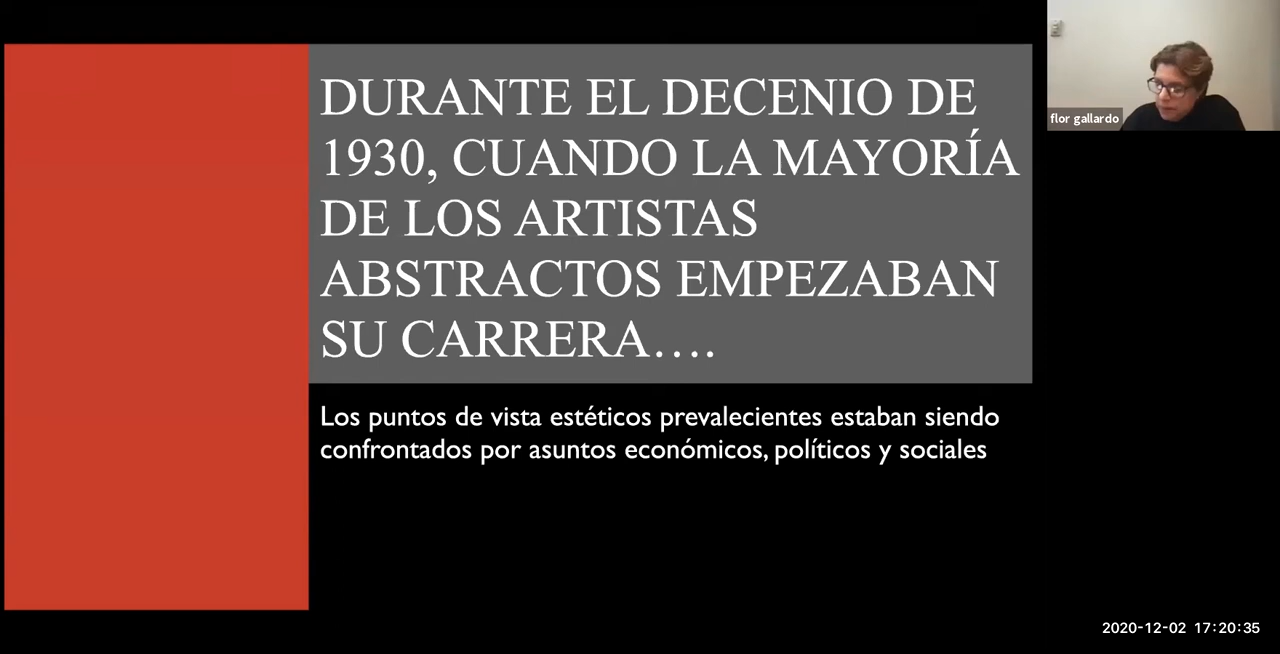 DURANTE EL DECENIO DE
1930, CUANDO LA MAYORÍA
DE LOS ARTISTAS
ABSTRACTOS EMPEZABAN
SU CARRERA….
Los puntos de vista estéticos prevalecientes estaban siendo
confrontados por asuntos económicos, políticos y sociales
flor gallardo
2020-12-02 17:20:35